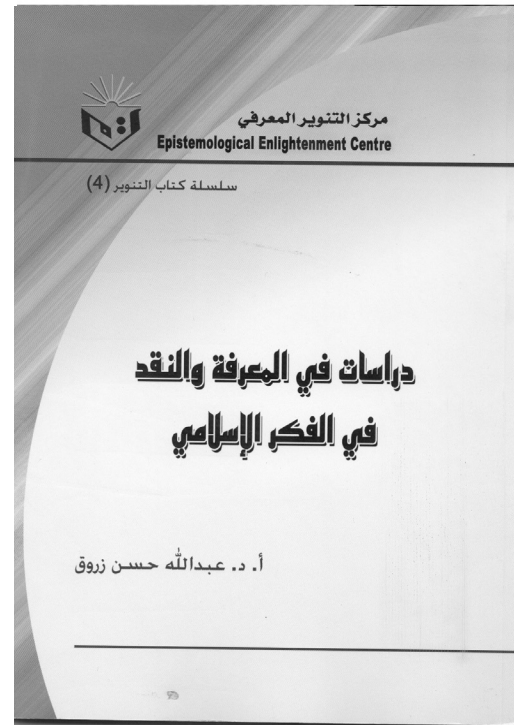 مركز التنوير المعرفي
Epistemological Enlightenment Centre
سلسلة كتاب التنوير (4)
دراسات في المعرفة والنقد
في الفكر الإسلامي
أ. د. عبدالله حسن زروق